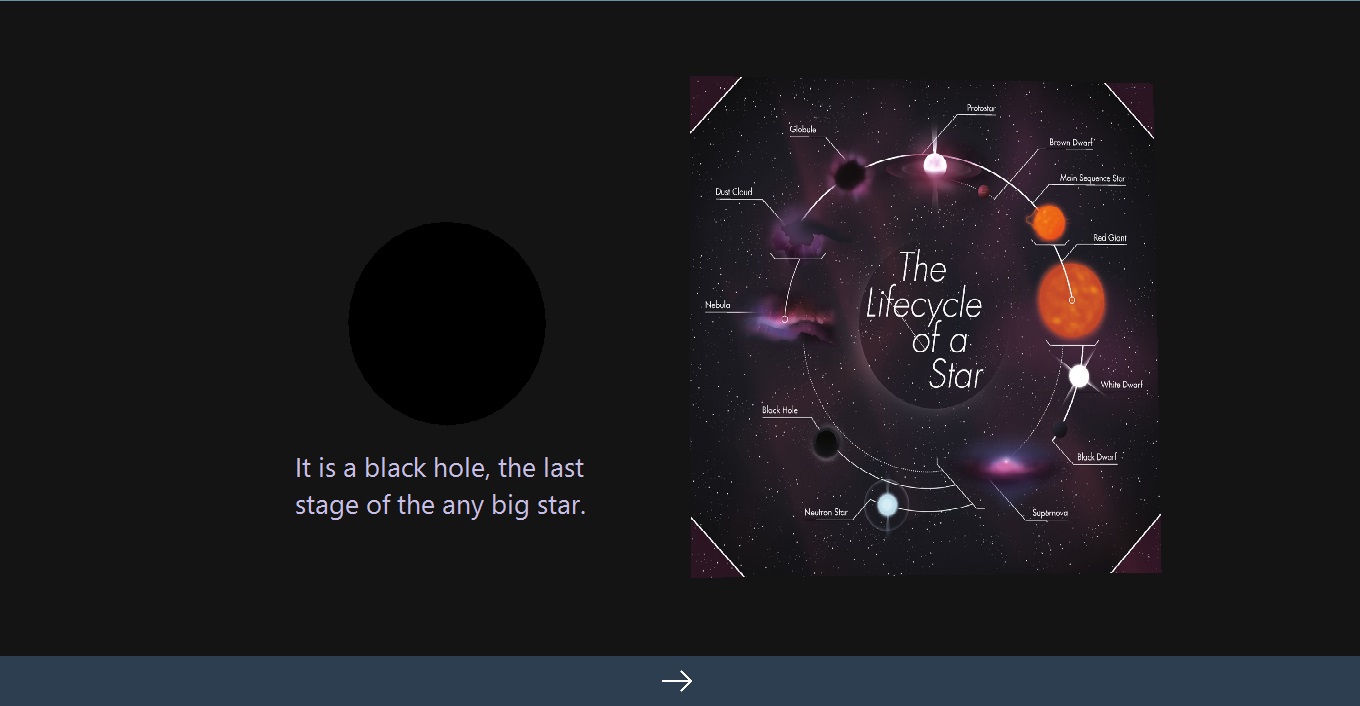 It is a black hole, the last
stage of the any big star.
Protostar
Globule
Brown Dwarf
Main Sequence Star
Dust Cloud
Red Giant
The
Lifecycle
of a
Star
Nebula
White Dwarf
Black Hole
Black Dwarf
Neutron Star
Supernova